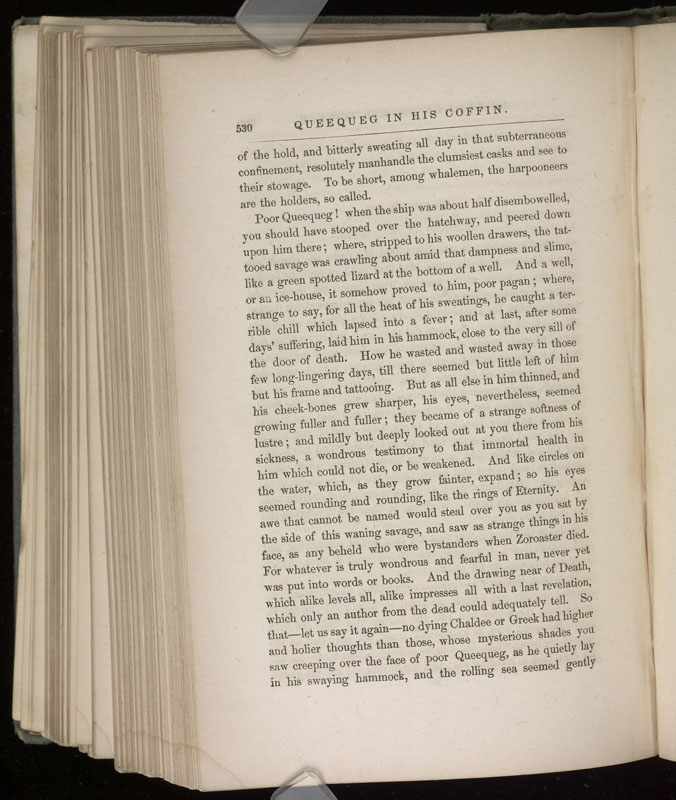 530 QUEEQUEG IN HIS COFFIN.
of the hold, and bitterly sweating all day in that subterraneous
confinement, resolutely manhandle the clumsiest casks and see to
their stowage. To be short, among whalemen, the harpooneers
are the holders, so called.
Poor Queequeg! when the ship was about half disembowelled,
you should have stooped over the hatchway, and peered down
upon him there; where, stripped to his woollen drawers, the tat-
tooed savage was crawling about amid that dampness and slime,
like a green spotted lizard at the bottom of a well. And a well,
or an ice-house, it somehow proved to him, poor pagan; where,
strange to say, for all the heat of his sweatings, he caught a ter-
rible chill which lapsed into a fever; and at last, after some
days' suffering, laid him in his hammock, close to the very sill of
the door of death. How he wasted and wasted away in those
few long-lingering days, till there seemed but little left of him
but his frame and tattooing. But as all else in him thinned, and
his cheek-bones grew sharper, his eyes, nevertheless, seemed
growing fuller and fuller; they became of a strange softness of
lustre; and mildly but deeply looked out at you there from his
sickness, a wondrous testimony to that immortal health in
him which could not die, or be weakened. And like circles on
the water, which, as they grow fainter, expand; so his eyes
seemed rounding and rounding, like the rings of Eternity. An
awe that cannot be named would steal over you as you sat by
the side of this waning savage, and saw as strange things in his
face, as any beheld who were bystanders when Zoroaster died.
For whatever is truly wondrous and fearful in man, never yet
was put into words or books. And the drawing near of Death,
which alike levels all, alike impresses all with a last revelation,
which only an author from the dead could adequately tell. So
that—let us say it again—no dying Chaldee or Greek had higher
and holier thoughts than those, whose mysterious shades you
saw creeping over the face of poor Queequeg, as he quietly lay
in his swaying hammock, and the rolling sea seemed gently